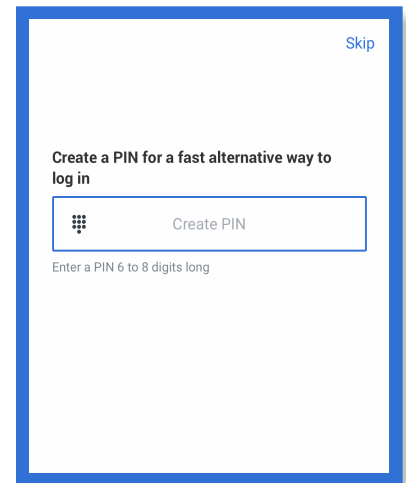 Skip
Create a PIN for a fast alternative way to
log in
Create PIN
Enter a PIN 6 to 8 digits long